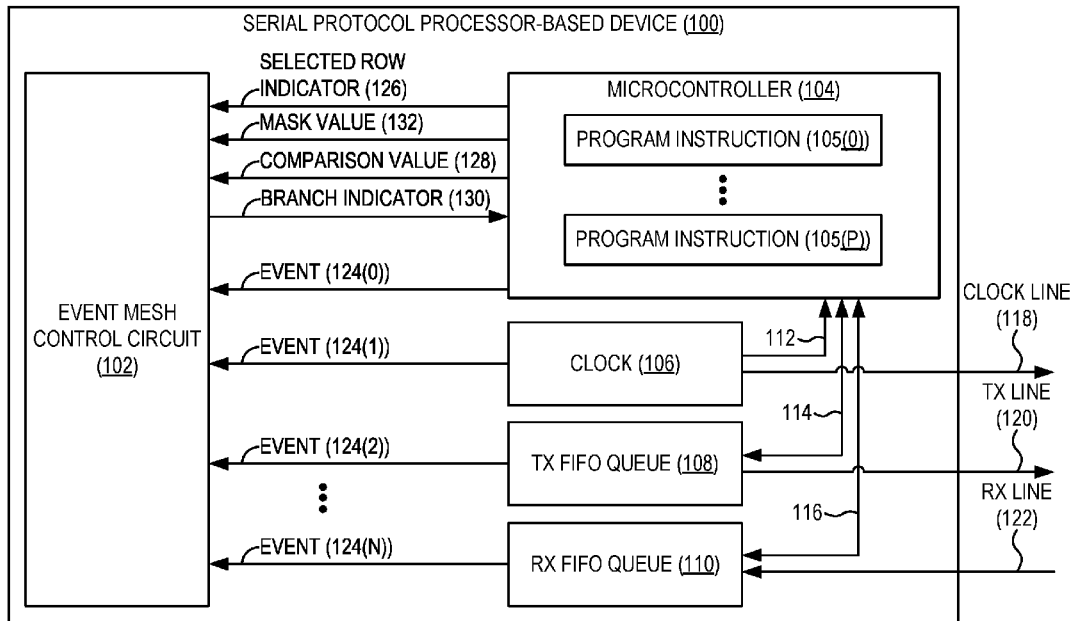 SERIAL PROTOCOL PROCESSOR-BASED DEVICE (100)
SELECTED ROW
INDICATOR (126)
MASK VALUE (132)
COMPARISON VALUE (128)
BRANCH INDICATOR (130)
EVENT (124(0))
EVENT (124(1))
EVENT (124(2))
EVENT (124(N))
EVENT MESH
CONTROL CIRCUIT
(102)
MICROCONTROLLER (104)
PROGRAM INSTRUCTION (105(0))
PROGRAM INSTRUCTION (105(P))
CLOCK (106)
TX FIFO QUEUE (108)
RX FIFO QUEUE (110)
112
114
116
CLOCK LINE
(118)
TX LINE
(120)
RX LINE
(122)